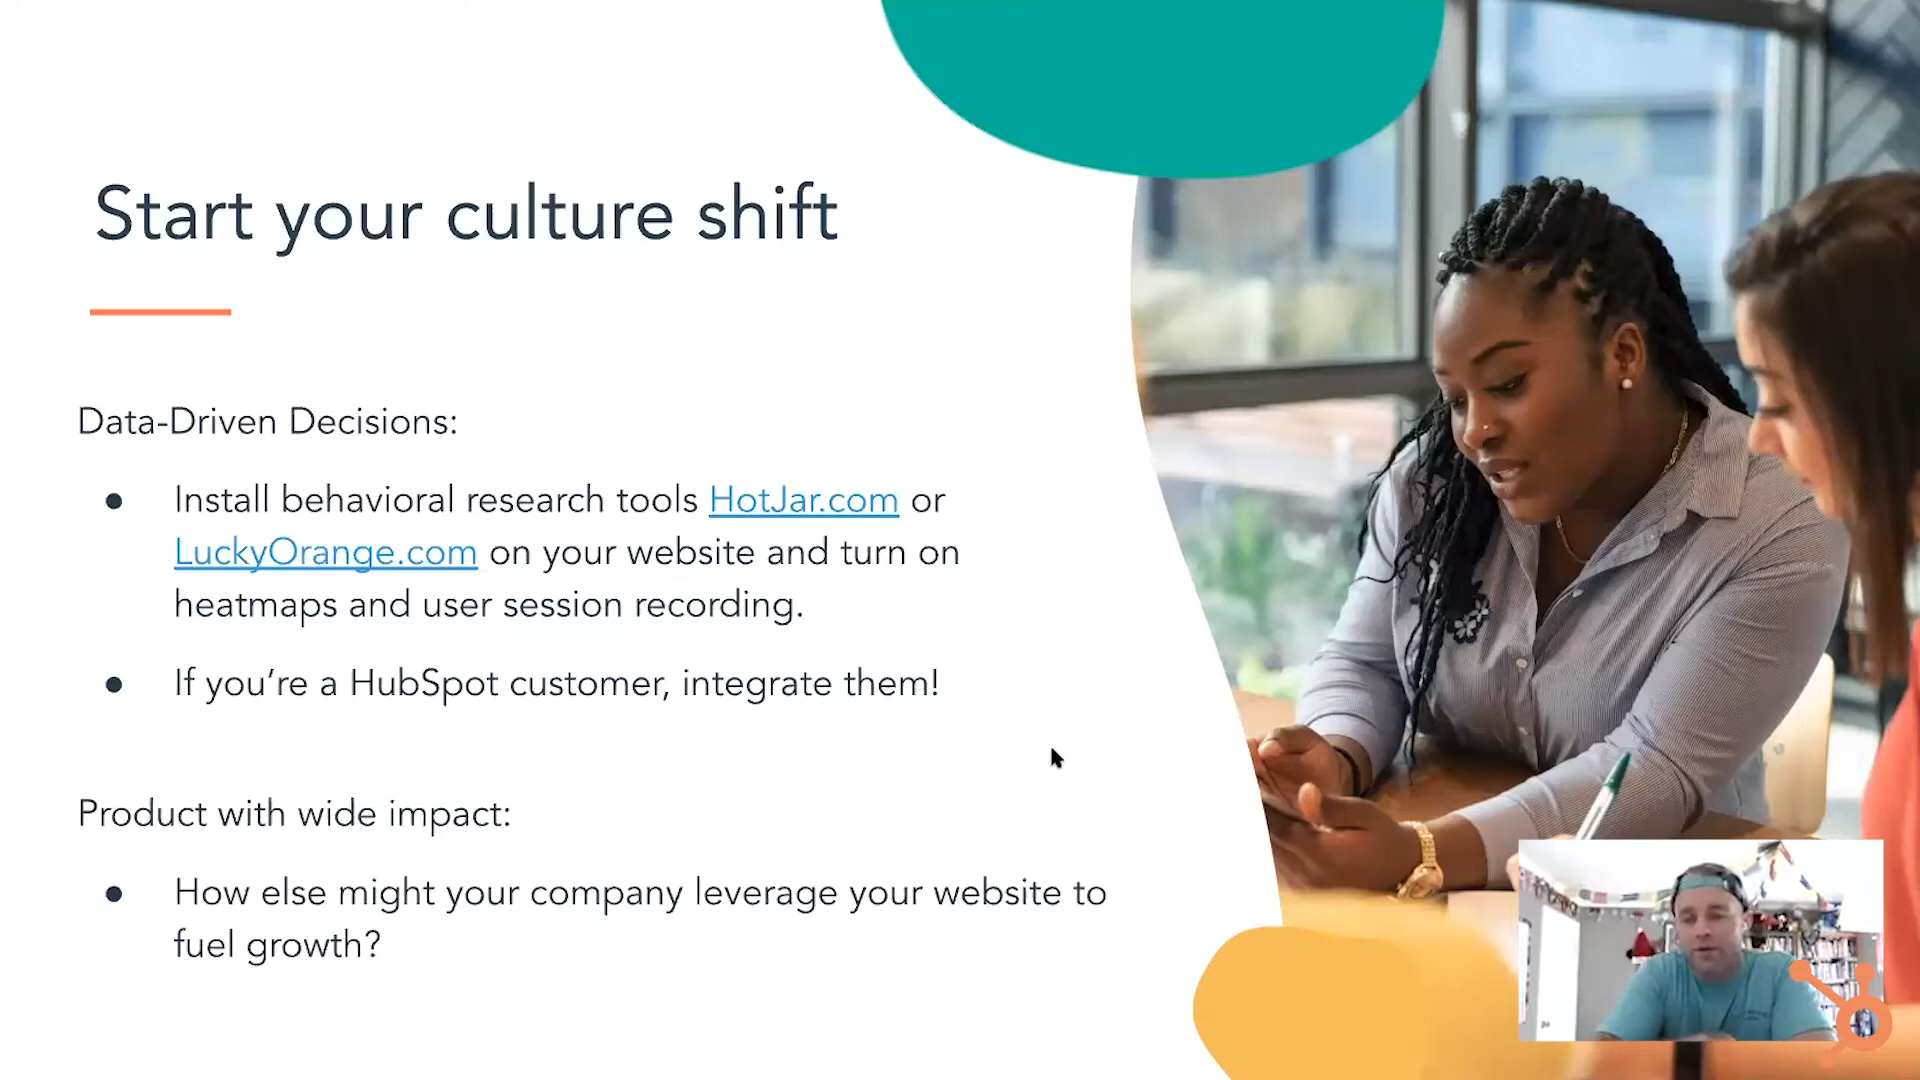 Start your culture shift
Data-Driven Decisions:
● Install behavioral research tools HotJar.com or
LuckyOrange.com on your website and turn on
heatmaps and user session recording.
● If you’re a HubSpot customer, integrate them!
Product with wide impact:
● How else might your company leverage your website to
fuel growth?